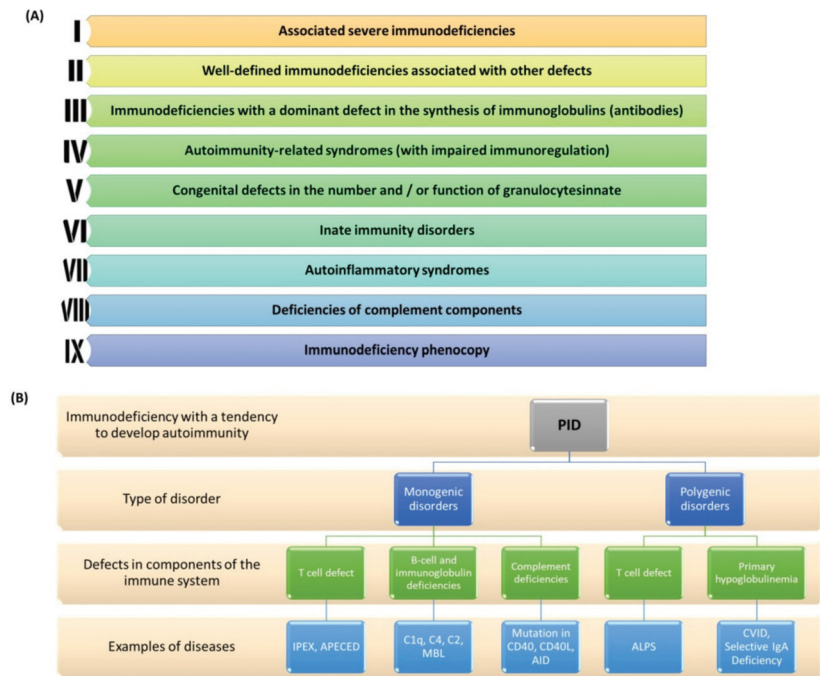 (A)
I Associated severe immunodeficiencies
II Well-defined immunodeficiencies associated with other defects
III Immunodeficiencies with a dominant defect in the synthesis of immunoglobulins (antibodies)
IV Autoimmunity-related syndromes (with impaired immunoregulation)
V Congenital defects in the number and / or function of granulocytesinnate
VI Inate immunity disorders
VII Autoinflammatory syndromes
VIII Deficiencies of complement components
IX Immunodeficiency phenocopy
(B)
Immunodeficiency with a tendency
to develop autoimmunity
PID
Type of disorder
Monogenic
disorders
Polygenic
disorders
Defects in components of the
immune system
T cell defect
B-cell and
immunoglobulin
deficiencies
Complement
deficiencies
T cell defect
Primary
hypoglobulinemia
Examples of diseases
IPEX, APECED
C1q, C4, C2,
MBL
Mutation in
CD40, CD40L,
AID
ALPS
CVID,
Selective IgA
Deficiency